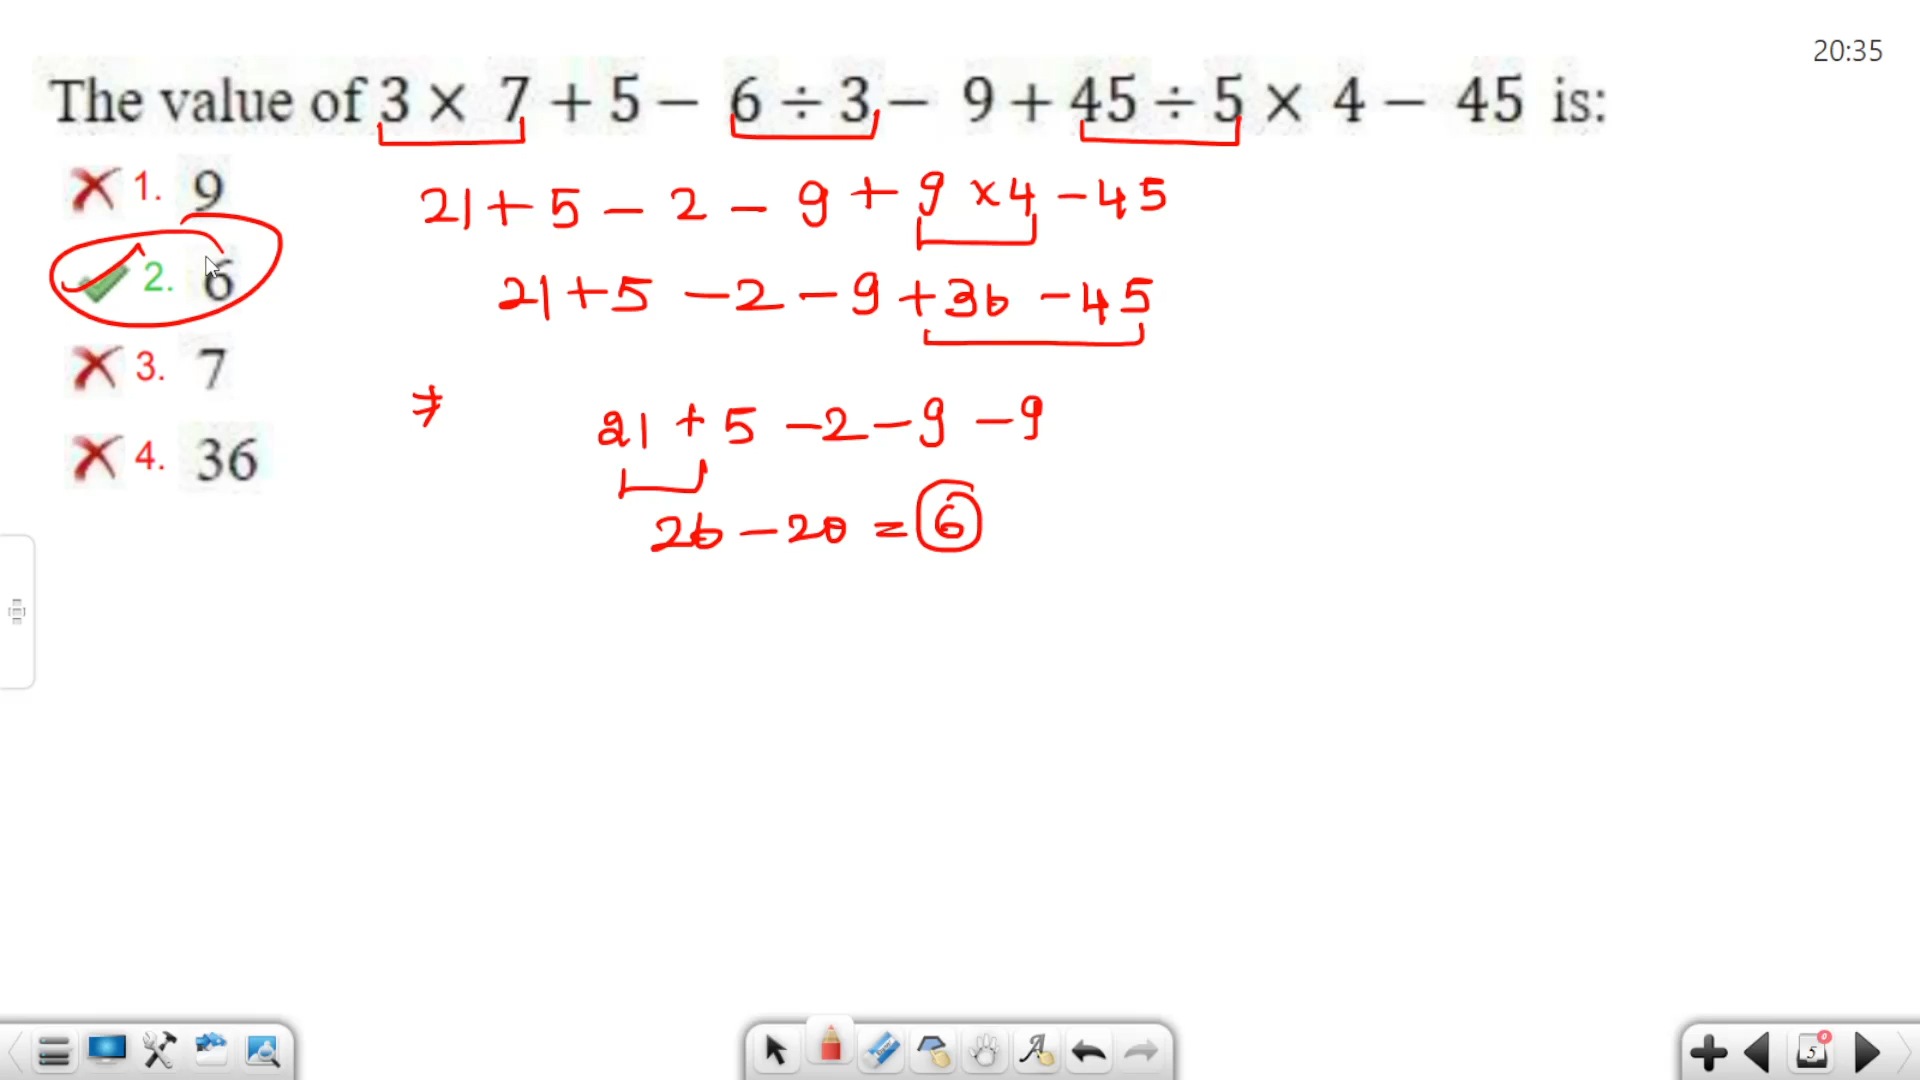 20:35
The value of 3 × 7 + 5 − 6 ÷ 3 − 9 + 45 ÷ 5 × 4 − 45 is:
1. 9
2. 6
3. 7
4. 36
21 + 5 − 2 − 9 + 9 × 4 − 45
21 + 5 − 2 − 9 + 36 − 45
⇒ 21 + 5 − 2 − 9 − 9
26 − 20 = 6
5
0